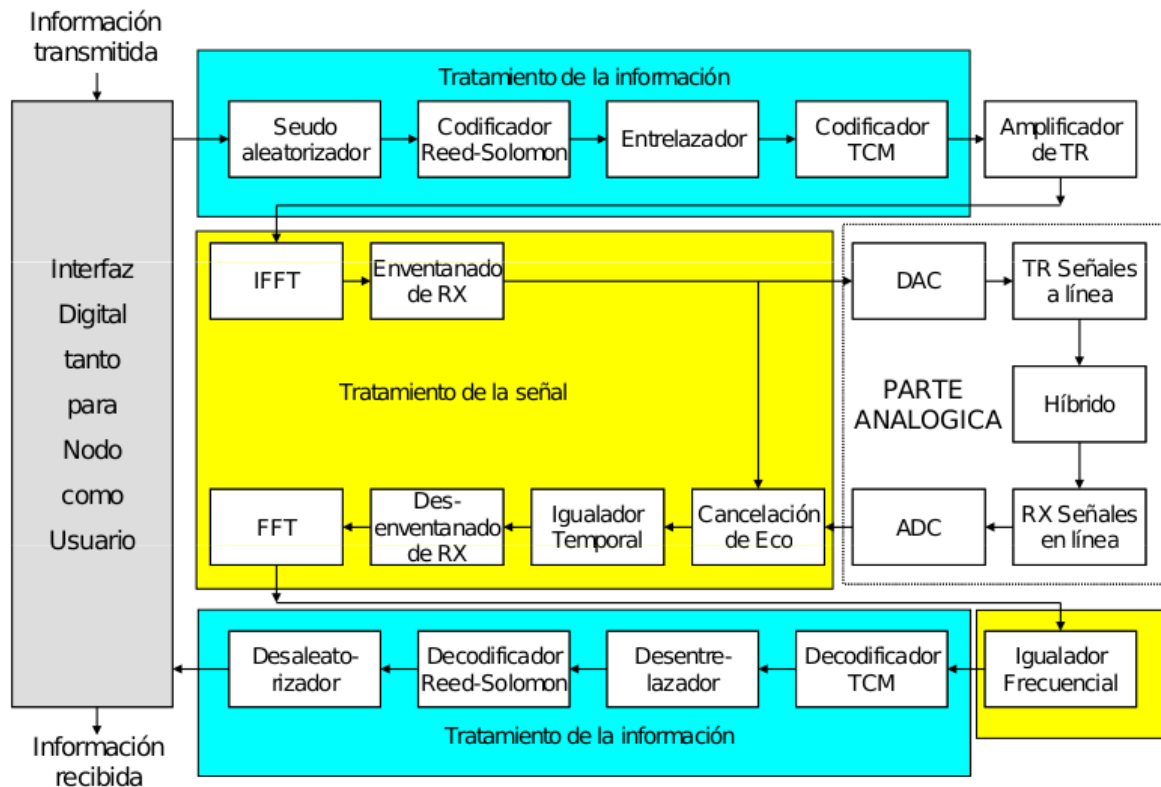 Información
transmitida
Tratamiento de la información
Seudo
aleatorizador
Codificador
Reed-Solomon
Entrelazador
Codificador
TCM
Amplificador
de TR
Interfaz
Digital
tanto
para
Nodo
como
Usuario
IFFT
Enventanado
de RX
DAC
TR Señales
a línea
Tratamiento de la señal
PARTE
ANALOGICA
Híbrido
FFT
Des-
enventanado
de RX
Igualador
Temporal
Cancelación
de Eco
ADC
RX Señales
en línea
Desaleato-
rizador
Decodificador
Reed-Solomon
Desentre-
lazador
Decodificador
TCM
Igualador
Frecuencial
Tratamiento de la información
Información
recibida